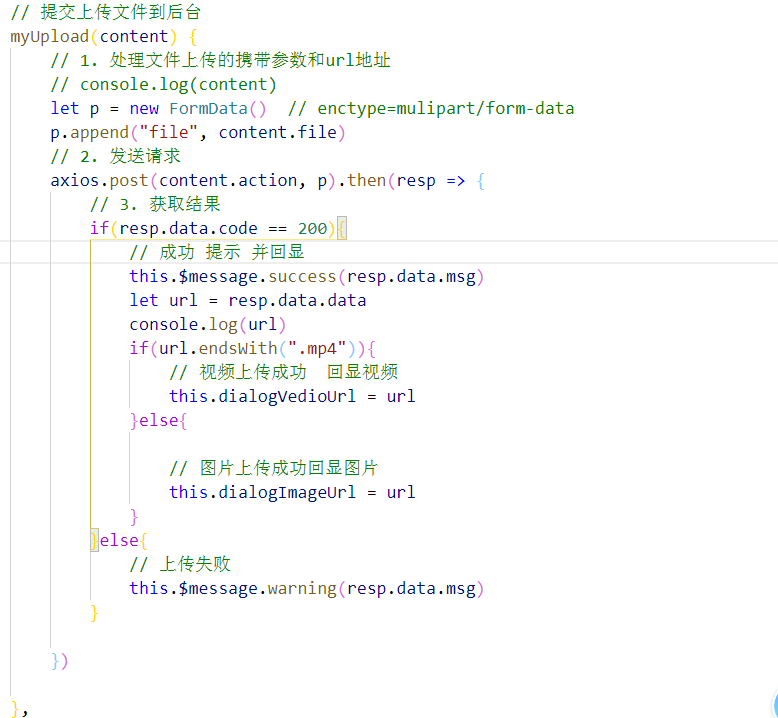 // 提交上传文件到后台
myUpload(content) {
    // 1. 处理文件上传的携带参数和url地址
    // console.log(content)
    let p = new FormData()  // enctype=mulipart/form-data
    p.append("file", content.file)
    // 2. 发送请求
    axios.post(content.action, p).then(resp => {
        // 3. 获取结果
        if(resp.data.code == 200){
            // 成功 提示 并回显
            this.$message.success(resp.data.msg)
            let url = resp.data.data
            console.log(url)
            if(url.endsWith(".mp4")){
                // 视频上传成功  回显视频
                this.dialogVedioUrl = url
            }else{
                // 图片上传成功回显图片
                this.dialogImageUrl = url
            }
        }else{
            // 上传失败
            this.$message.warning(resp.data.msg)
        }
    })
},